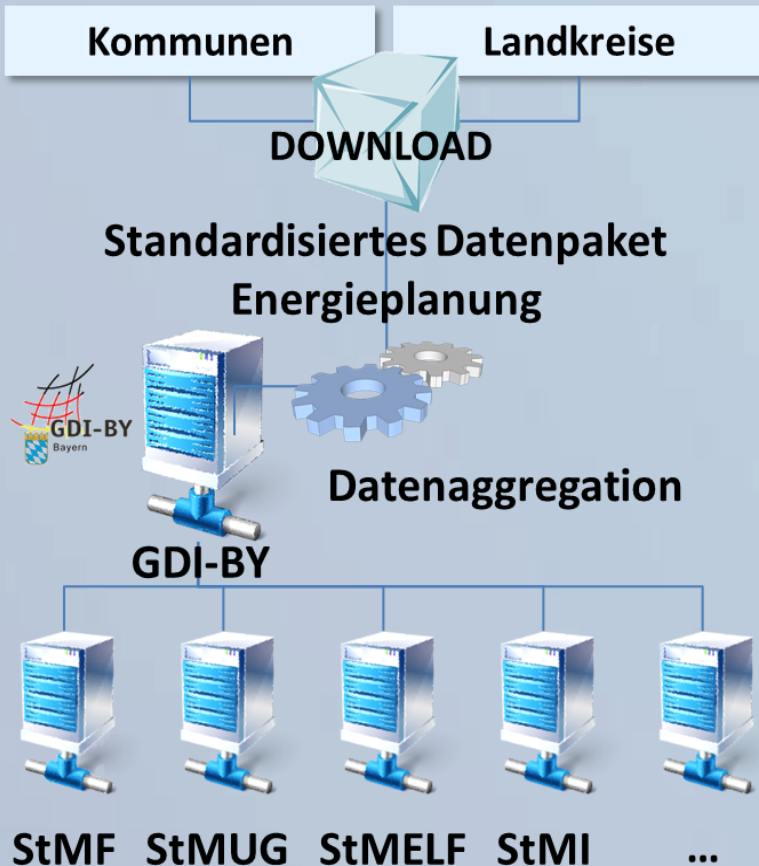 Kommunen
Landkreise
DOWNLOAD
Standardisiertes Datenpaket
Energieplanung
GDI-BY
Bayern
Datenaggregation
GDI-BY
StMF
StMUG
StMELF
StMI
...